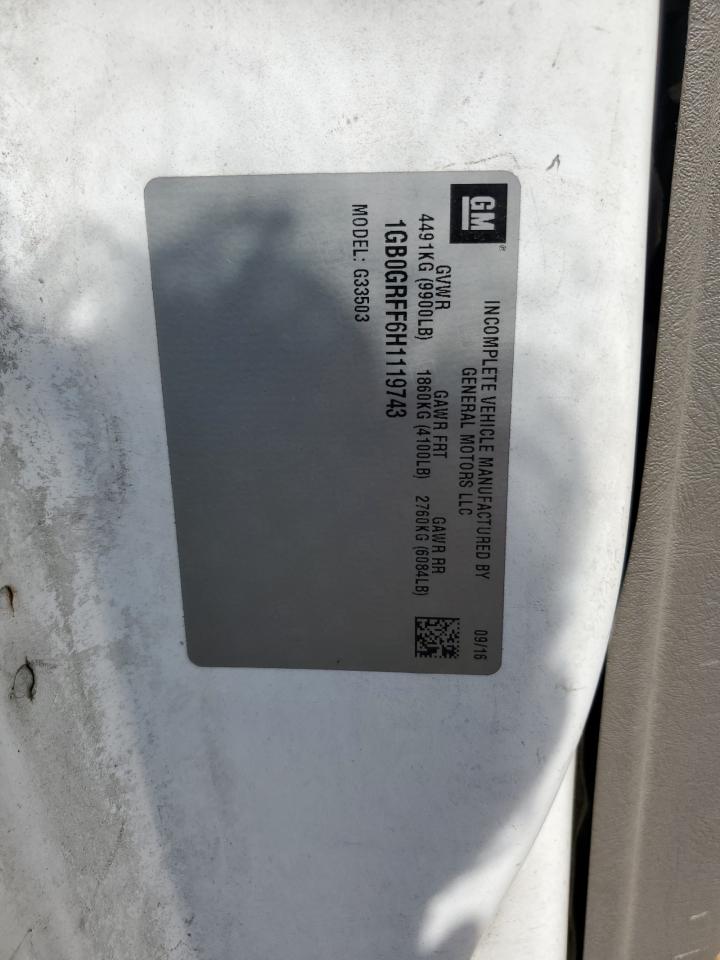 GM
®
INCOMPLETE VEHICLE MANUFACTURED BY
GENERAL MOTORS LLC
09/16
GVWR GAWR FRT GAWR RR
4491KG (9900LB) 1860KG (4100LB) 2760KG (6084LB)
1GB0GRFF6H1119743
MODEL: G33503